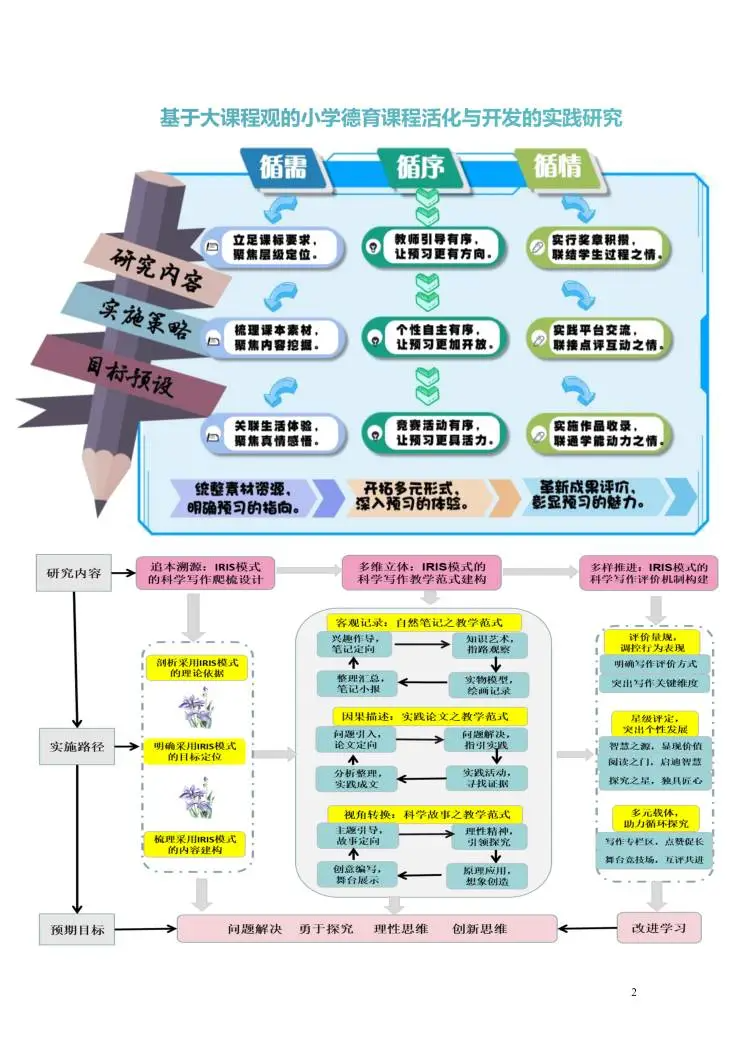 基于大课程观的小学德育课程活化与开发的实践研究
循需
循序
循情
研究内容
实施策略
目标预设
立足课标要求，
聚焦层级定位。
教师引导有序，
让预习更有方向。
实行奖章积攒，
联结学生过程之情。
梳理课本素材，
聚焦内容挖掘。
个性自主有序，
让预习更加开放。
实践平台交流，
联接点评互动之情。
关联生活体验，
聚焦真情感悟。
竞赛活动有序，
让预习更具活力。
实施作品收录，
联通学能动力之情。
统整素材资源，
明确预习的指向。
开拓多元形式，
深入预习的体验。
革新成果评价，
彰显预习的魅力。
研究内容
追本溯源：IRIS模式
的科学写作爬梳设计
多维立体：IRIS模式的
科学写作教学范式建构
多样推进：IRIS模式的
科学写作评价机制构建
实施路径
剖析采用IRIS模式
的理论依据
明确采用IRIS模式
的目标定位
梳理采用IRIS模式
的内容建构
客观记录：自然笔记之教学范式
兴趣作导，
笔记定向
知识艺术，
指路观察
整理汇总，
笔记小报
实物模型，
绘画记录
因果描述：实践论文之教学范式
问题引入，
论文定向
问题解决，
指引实践
分析整理，
实践成文
实践活动，
寻找证据
视角转换：科学故事之教学范式
主题引导，
故事定向
理性精神，
引领探究
创意编写，
舞台展示
原理应用，
想象创造
评价量规，
调控行为表现
明确写作评价方式
突出写作关键维度
星级评定，
突出个性发展
智慧之源，显现价值
阅读之门，启迪智慧
探究之星，独具匠心
多元载体，
助力循环探究
写作专栏区，点赞促长
舞台竞技场，互评共进
预期目标
问题解决 勇于探究 理性思维 创新思维
改进学习
2